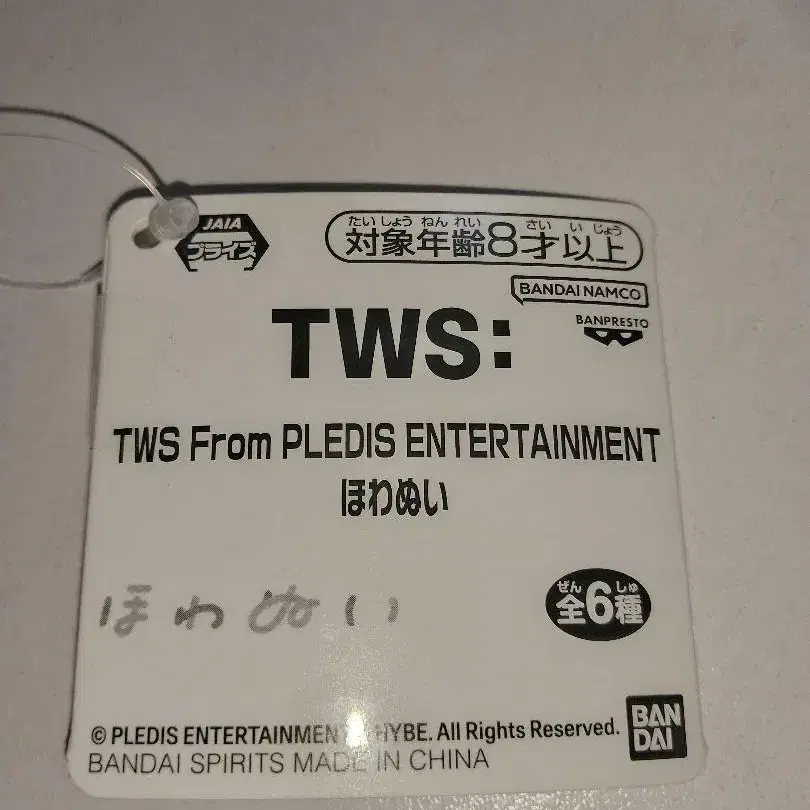 JAIA
プライズ
たいしょうねんれい さいいじょう
対象年齢8才以上
BANDAI NAMCO
BANPRESTO
TWS:
TWS From PLEDIS ENTERTAINMENT
ほわぬい
ほわぬい
ぜん しゅ
全6種
© PLEDIS ENTERTAINMEN HYBE. All Rights Reserved.
BAN
DAI
BANDAI SPIRITS MADE IN CHINA